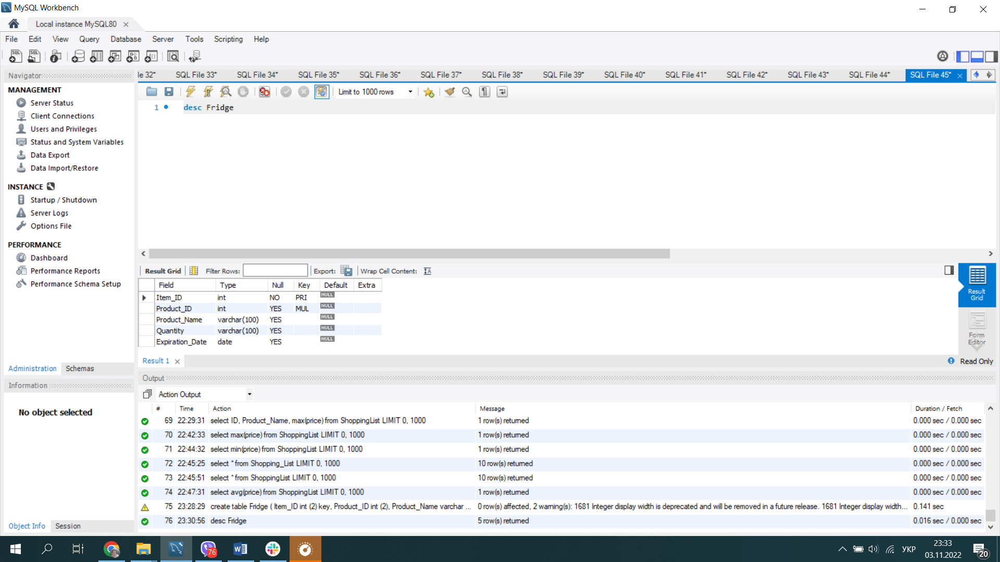 MySQL Workbench
Local instance MySQL80
File Edit View Query Database Server Tools Scripting Help
Navigator
le 32* SQL File 33* SQL File 34* SQL File 35* SQL File 36* SQL File 37* SQL File 38* SQL File 39* SQL File 40* SQL File 41* SQL File 42* SQL File 43* SQL File 44* SQL File 45*
MANAGEMENT
Server Status
Client Connections
Users and Privileges
Status and System Variables
Data Export
Data Import/Restore
INSTANCE
Startup / Shutdown
Server Logs
Options File
PERFORMANCE
Dashboard
Performance Reports
Performance Schema Setup
Administration Schemas
Information
No object selected
Object Info Session
Limit to 1000 rows
1 desc Fridge
Result Grid Filter Rows: Export: Wrap Cell Content:
Field Type Null Key Default Extra
Item_ID int NO PRI NULL
Product_ID int YES MUL NULL
Product_Name varchar(100) YES NULL
Quantity varchar(100) YES NULL
Expiration_Date date YES NULL
Result Grid
Form Editor
Result 1
Read Only
Output
Action Output
# Time Action Message Duration / Fetch
69 22:29:31 select ID, Product_Name, max(price) from ShoppingList LIMIT 0, 1000 1 row(s) returned 0.000 sec / 0.000 sec
70 22:42:33 select max(price) from ShoppingList LIMIT 0, 1000 1 row(s) returned 0.000 sec / 0.000 sec
71 22:44:32 select min(price) from ShoppingList LIMIT 0, 1000 1 row(s) returned 0.000 sec / 0.000 sec
72 22:45:25 select * from Shopping_List LIMIT 0, 1000 10 row(s) returned 0.000 sec / 0.000 sec
73 22:45:51 select * from ShoppingList LIMIT 0, 1000 10 row(s) returned 0.000 sec / 0.000 sec
74 22:47:31 select avg(price) from ShoppingList LIMIT 0, 1000 1 row(s) returned 0.000 sec / 0.000 sec
75 23:28:29 create table Fridge ( Item_ID int (2) key, Product_ID int (2), Product_Name varchar ... 0 row(s) affected, 2 warning(s): 1681 Integer display width is deprecated and will be removed in a future release. 1681 Integer display width... 0.141 sec
76 23:30:56 desc Fridge 5 row(s) returned 0.016 sec / 0.000 sec
76
УКР
23:33
03.11.2022
20